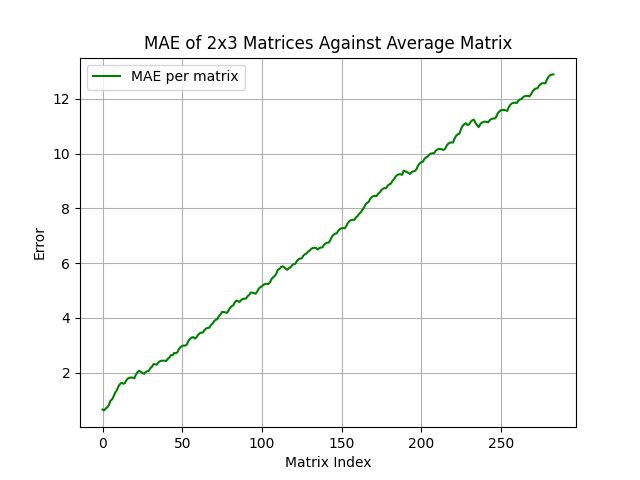 MAE of 2x3 Matrices Against Average Matrix
MAE per matrix
12
10
8
6
4
2
Error
0 50 100 150 200 250
Matrix Index